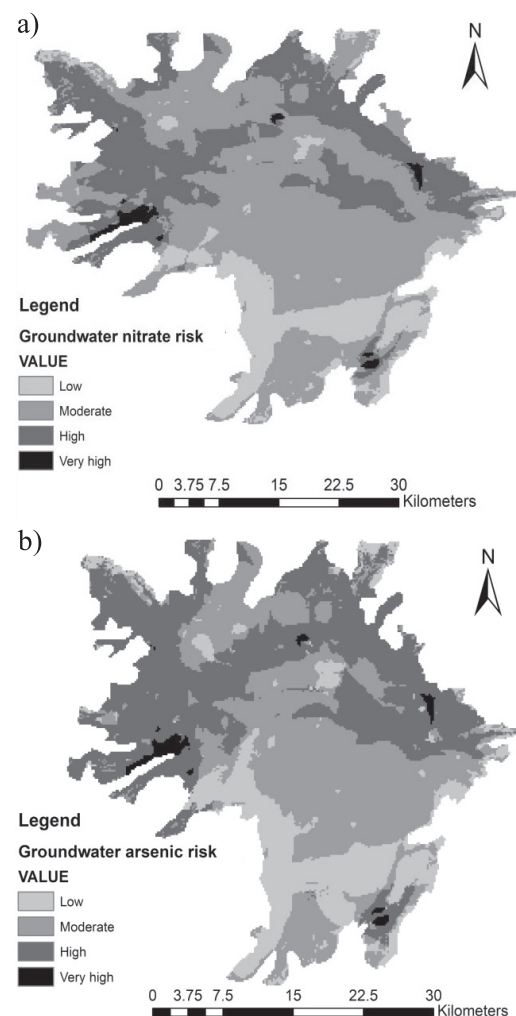 a)
N
Legend
Groundwater nitrate risk
VALUE
Low
Moderate
High
Very high
0 3.75 7.5 15 22.5 30
Kilometers
b)
N
Legend
Groundwater arsenic risk
VALUE
Low
Moderate
High
Very high
0 3.75 7.5 15 22.5 30
Kilometers